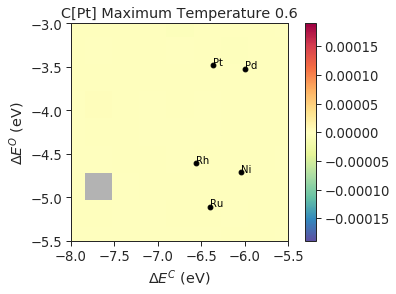 C[Pt] Maximum Temperature 0.6
−3.0
−3.5
−4.0
−4.5
−5.0
−5.5
ΔE^O (eV)
Pt
Pd
Rh
Ni
Ru
−8.0 −7.5 −7.0 −6.5 −6.0 −5.5
ΔE^C (eV)
0.00015
0.00010
0.00005
0.00000
−0.00005
−0.00010
−0.00015